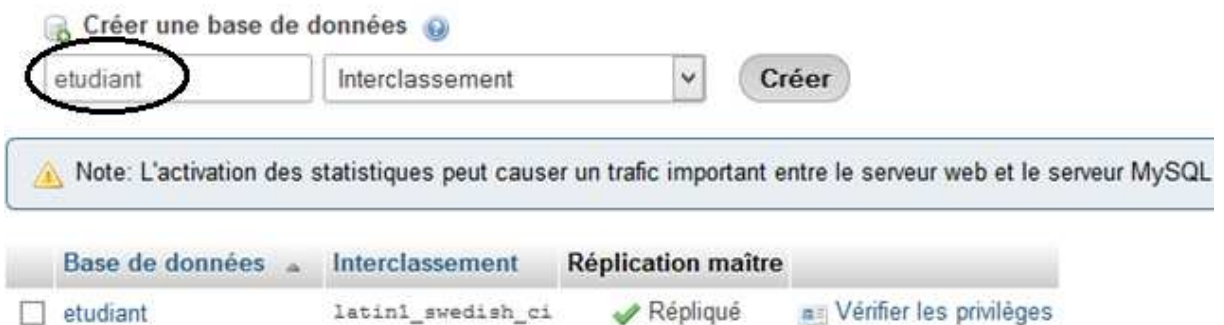 Créer une base de données
etudiant Interclassement Créer
Note: L'activation des statistiques peut causer un trafic important entre le serveur web et le serveur MySQL
Base de données Interclassement Réplication maître
etudiant latin1_swedish_ci Répliqué Vérifier les privilèges